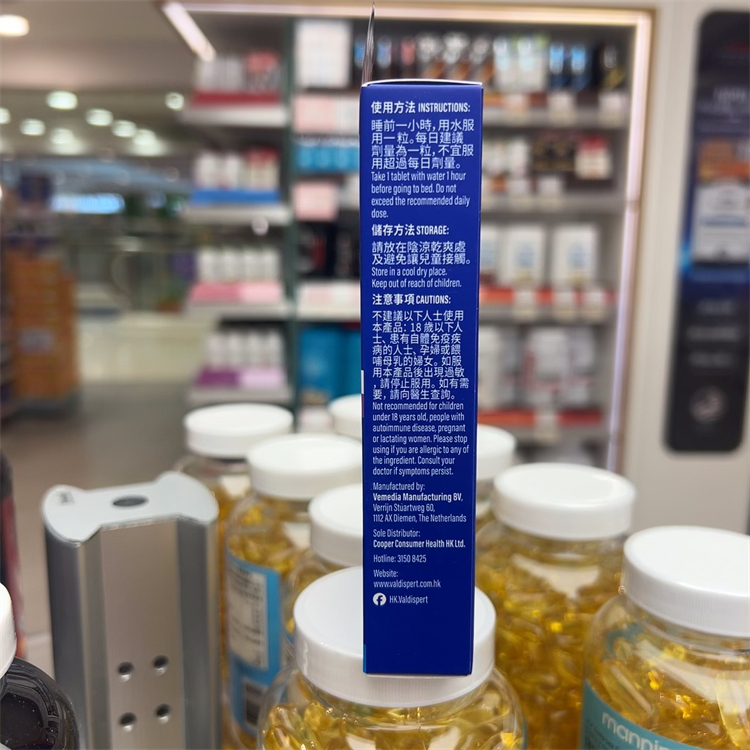 使用方法 INSTRUCTIONS:
睡前一小時，用水服
用一粒。每日建議
劑量為一粒，不宜服
用超過每日劑量。
Take 1 tablet with water 1 hour
before going to bed. Do not
exceed the recommended daily
dose.
儲存方法 STORAGE:
請放在陰涼乾爽處
及避免讓兒童接觸。
Store in a cool dry place.
Keep out of reach of children.
注意事項 CAUTIONS:
不建議以下人士使用
本產品：18 歲以下人
士、患有自體免疫疾
病的人士、孕婦或餵
哺母乳的婦女。如服
用本產品後出現過敏
，請停止服用。如有需
要，請向醫生查詢。
Not recommended for children
under 18 years old, people with
autoimmune disease, pregnant
or lactating women. Please stop
using if you are allergic to any of
the ingredient. Consult your
doctor if symptoms persist.
Manufactured by:
Vemedia Manufacturing BV,
Verrijn Stüartweg 60,
1112 AX Diemen, The Netherlands
Sole Distributor:
Cooper Consumer Health HK Ltd.
Hotline: 3150 8425
Website:
www.valdispert.com.hk
HK.Valdispert